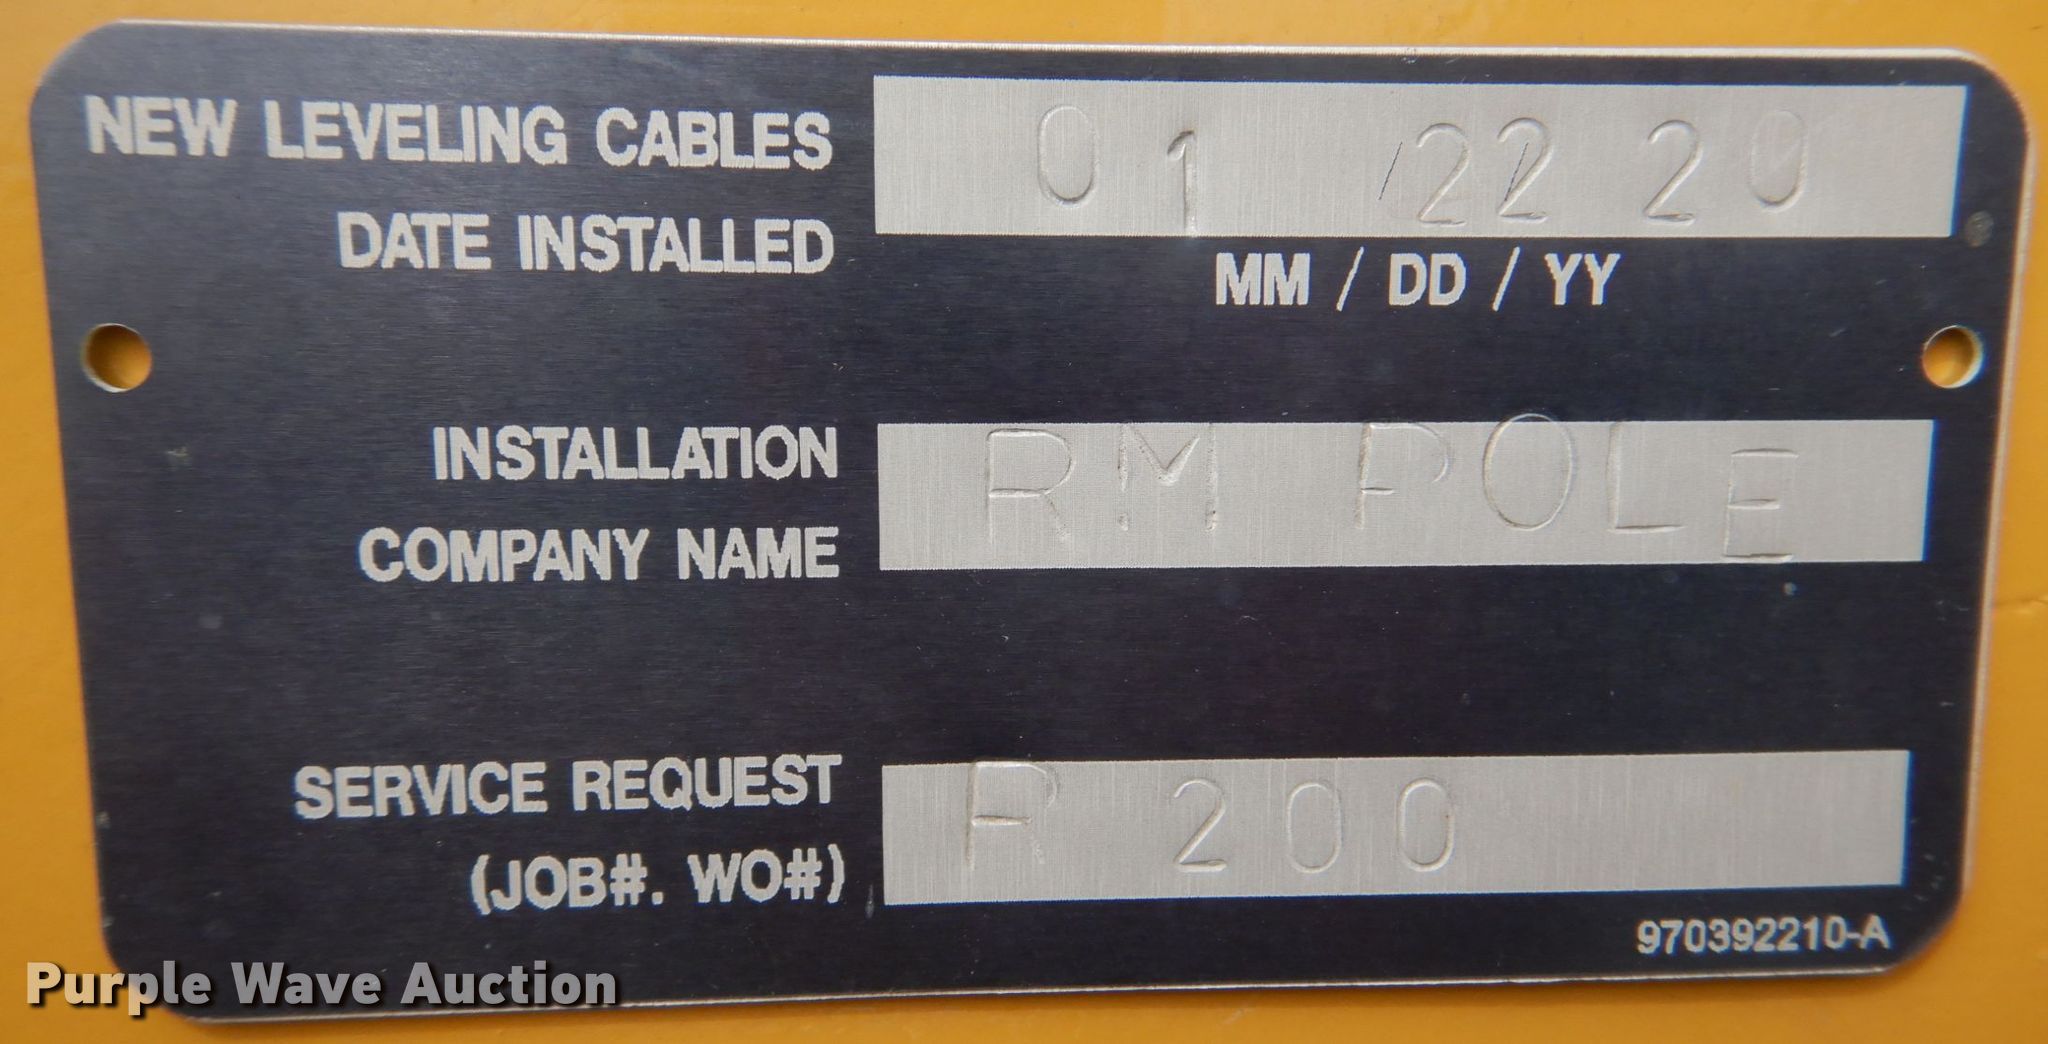 NEW LEVELING CABLES
DATE INSTALLED
01 / 22 20
MM / DD / YY
INSTALLATION
COMPANY NAME
RM POLE
SERVICE REQUEST
(JOB#. WO#)
R 200
970392210-A
Purple Wave Auction